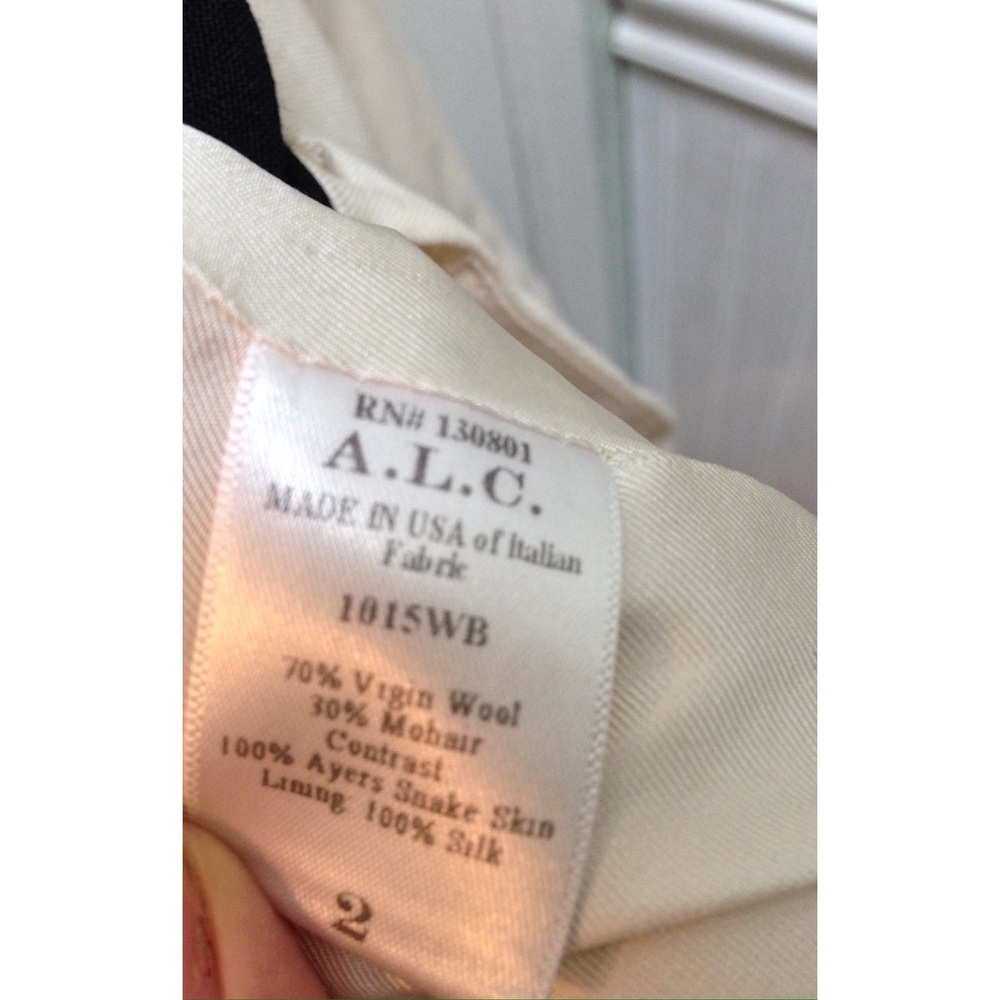 RN# 130801
A.L.C.
MADE IN USA of Italian
Fabric
1015WB
70% Virgin Wool
30% Mohair
Contrast
100% Ayers Snake Skin
Lining 100% Silk
2